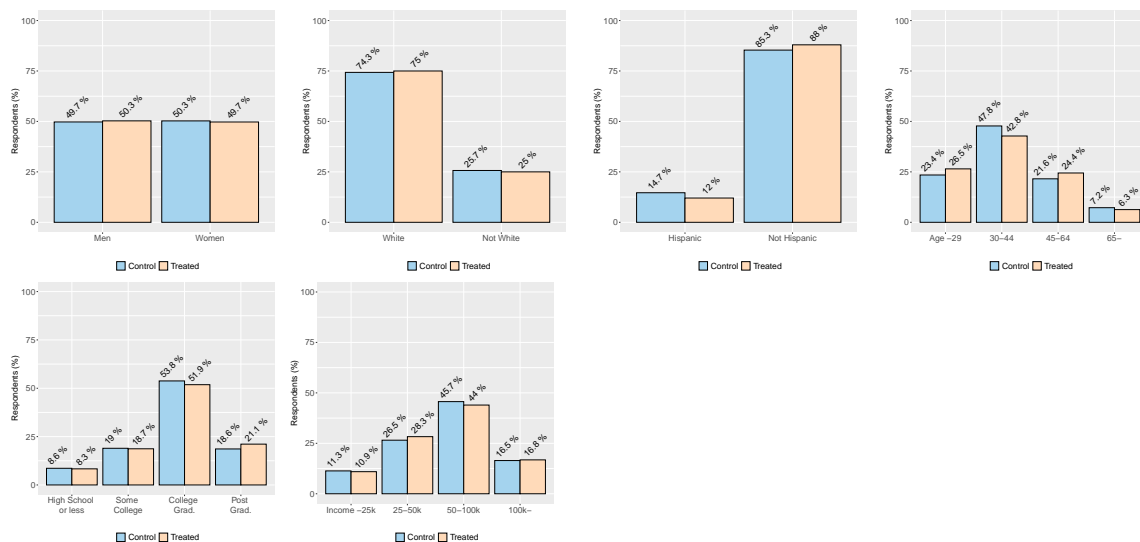 Respondents (%)
100
75
50
25
0
49.7 %
50.3 %
50.3 %
49.7 %
Men
Women
Control
Treated
Respondents (%)
100
75
50
25
0
74.3 %
75 %
25.7 %
25 %
White
Not White
Control
Treated
Respondents (%)
100
75
50
25
0
14.7 %
12 %
85.3 %
88 %
Hispanic
Not Hispanic
Control
Treated
Respondents (%)
100
75
50
25
0
23.4 %
26.5 %
47.8 %
42.8 %
21.6 %
24.4 %
7.2 %
6.3 %
Age −29
30−44
45−64
65−
Control
Treated
Respondents (%)
100
75
50
25
0
8.6 %
8.3 %
19 %
18.7 %
53.8 %
51.9 %
18.6 %
21.1 %
High School
or less
Some
College
College
Grad.
Post
Grad.
Control
Treated
Respondents (%)
100
75
50
25
0
11.3 %
10.9 %
26.5 %
28.3 %
45.7 %
44 %
16.5 %
16.8 %
Income −25k
25−50k
50−100k
100k−
Control
Treated